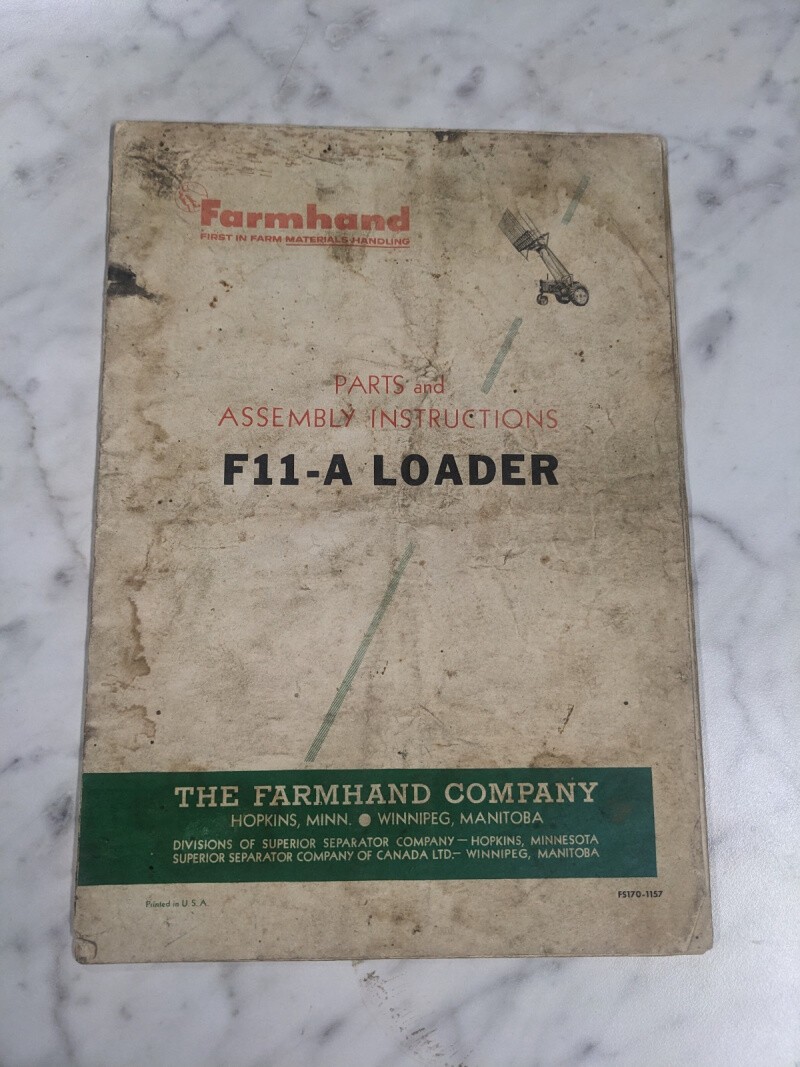 Farmhand
FIRST IN FARM MATERIALS HANDLING
PARTS and
ASSEMBLY INSTRUCTIONS
F11-A LOADER
THE FARMHAND COMPANY
HOPKINS, MINN. ● WINNIPEG, MANITOBA
DIVISIONS OF SUPERIOR SEPARATOR COMPANY — HOPKINS, MINNESOTA
SUPERIOR SEPARATOR COMPANY OF CANADA LTD.— WINNIPEG, MANITOBA
Printed in U. S. A.
FS170-1157